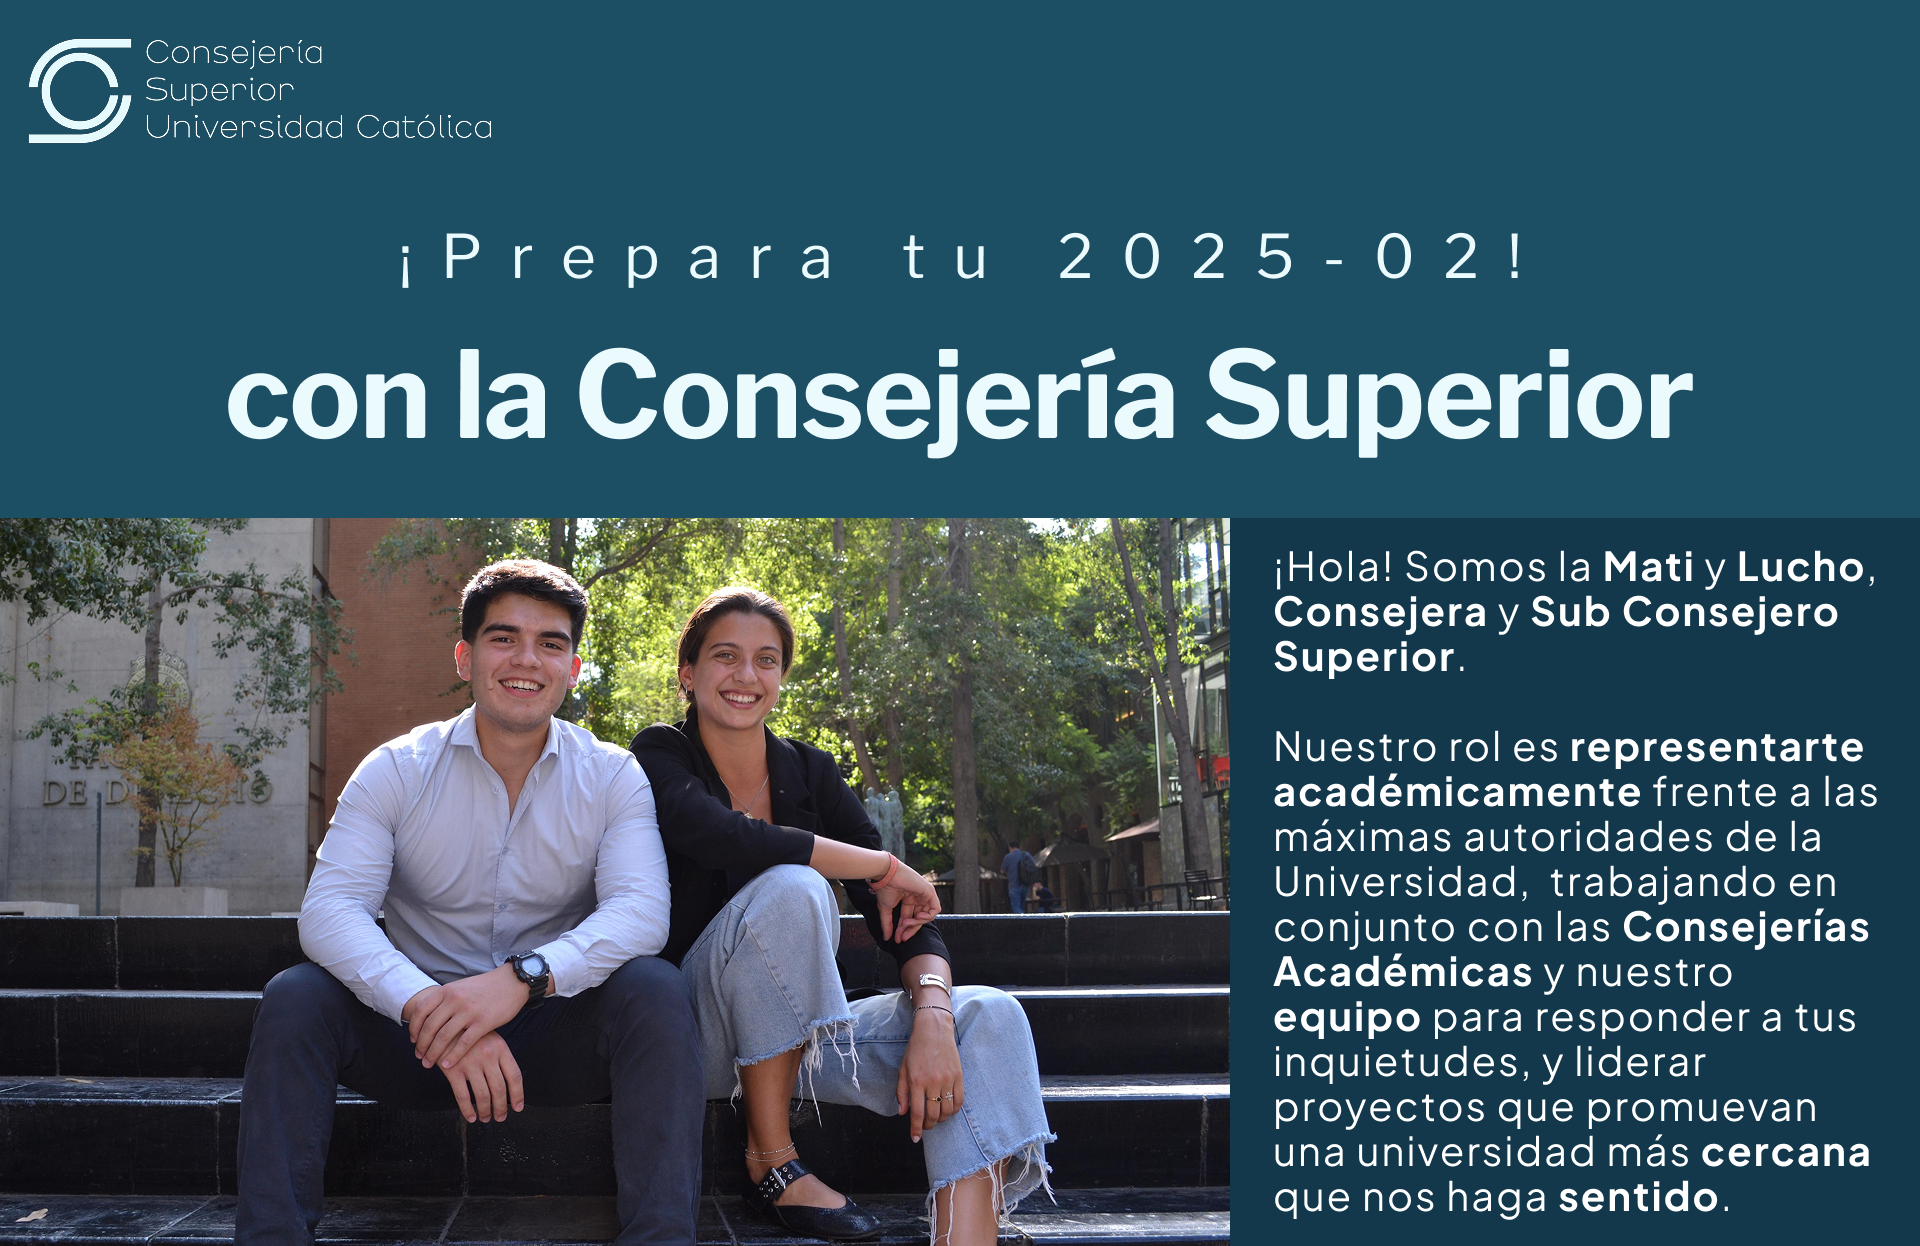 Consejería
Superior
Universidad Católica
¡Prepara tu 2025-02!
con la Consejería Superior
DE DERECHO
¡Hola! Somos la Mati y Lucho,
Consejera y Sub Consejero
Superior.
Nuestro rol es representarte
académicamente frente a las
máximas autoridades de la
Universidad, trabajando en
conjunto con las Consejerías
Académicas y nuestro
equipo para responder a tus
inquietudes, y liderar
proyectos que promuevan
una universidad más cercana
que nos haga sentido.